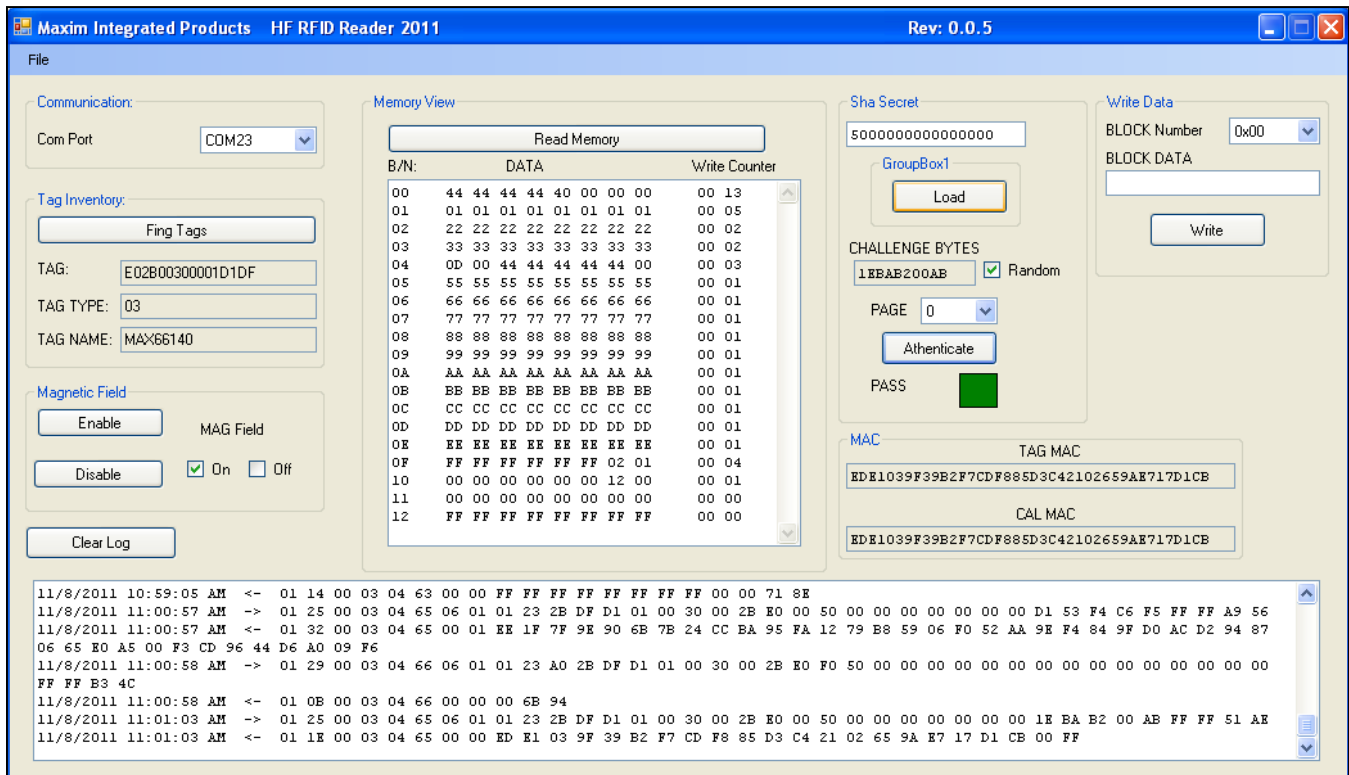 Maxim Integrated Products HF RFID Reader 2011 Rev: 0.0.5
File
Communication:
Com Port COM23
Tag Inventory:
Fing Tags
TAG: E02B00300001D1DF
TAG TYPE: 03
TAG NAME: MAX66140
Magnetic Field
Enable
MAG Field
Disable
On Off
Clear Log
Memory View
Read Memory
B/N: DATA Write Counter
00 44 44 44 44 40 00 00 00 00 13
01 01 01 01 01 01 01 01 01 00 05
02 22 22 22 22 22 22 22 22 00 02
03 33 33 33 33 33 33 33 33 00 02
04 0D 00 44 44 44 44 44 00 00 03
05 55 55 55 55 55 55 55 55 00 01
06 66 66 66 66 66 66 66 66 00 01
07 77 77 77 77 77 77 77 77 00 01
08 88 88 88 88 88 88 88 88 00 01
09 99 99 99 99 99 99 99 99 00 01
0A AA AA AA AA AA AA AA AA 00 01
0B BB BB BB BB BB BB BB BB 00 01
0C CC CC CC CC CC CC CC CC 00 01
0D DD DD DD DD DD DD DD DD 00 01
0E EE EE EE EE EE EE EE EE 00 01
0F FF FF FF FF FF FF 02 01 00 04
10 00 00 00 00 00 00 12 00 00 01
11 00 00 00 00 00 00 00 00 00 00
12 FF FF FF FF FF FF FF FF 00 00
Sha Secret
5000000000000000
GroupBox1
Load
CHALLENGE BYTES
1EBAB200AB Random
PAGE 0
Athenticate
PASS
Write Data
BLOCK Number 0x00
BLOCK DATA
Write
MAC
TAG MAC
EDE1039F39B2F7CDF885D3C42102659AE717D1CB
CAL MAC
EDE1039F39B2F7CDF885D3C42102659AE717D1CB
11/8/2011 10:59:05 AM <- 01 14 00 03 04 63 00 00 FF FF FF FF FF FF FF FF 00 00 71 8E
11/8/2011 11:00:57 AM -> 01 25 00 03 04 65 06 01 01 23 2B DF D1 01 00 30 00 2B E0 00 50 00 00 00 00 00 00 00 D1 53 F4 C6 F5 FF FF A9 56
11/8/2011 11:00:57 AM <- 01 32 00 03 04 65 00 01 EE 1F 7F 9E 90 6B 7B 24 CC BA 95 FA 12 79 B8 59 06 F0 52 AA 9E F4 84 9F D0 AC D2 94 87
06 65 E0 A5 00 F3 CD 96 44 D6 A0 09 F6
11/8/2011 11:00:58 AM -> 01 29 00 03 04 66 06 01 01 23 A0 2B DF D1 01 00 30 00 2B E0 F0 50 00 00 00 00 00 00 00 00 00 00 00 00 00 00 00
FF FF B3 4C
11/8/2011 11:00:58 AM <- 01 0B 00 03 04 66 00 00 00 6B 94
11/8/2011 11:01:03 AM -> 01 25 00 03 04 65 06 01 01 23 2B DF D1 01 00 30 00 2B E0 00 50 00 00 00 00 00 00 00 1E BA B2 00 AB FF FF 51 AE
11/8/2011 11:01:03 AM <- 01 1E 00 03 04 65 00 00 ED E1 03 9F 39 B2 F7 CD F8 85 D3 C4 21 02 65 9A E7 17 D1 CB 00 FF